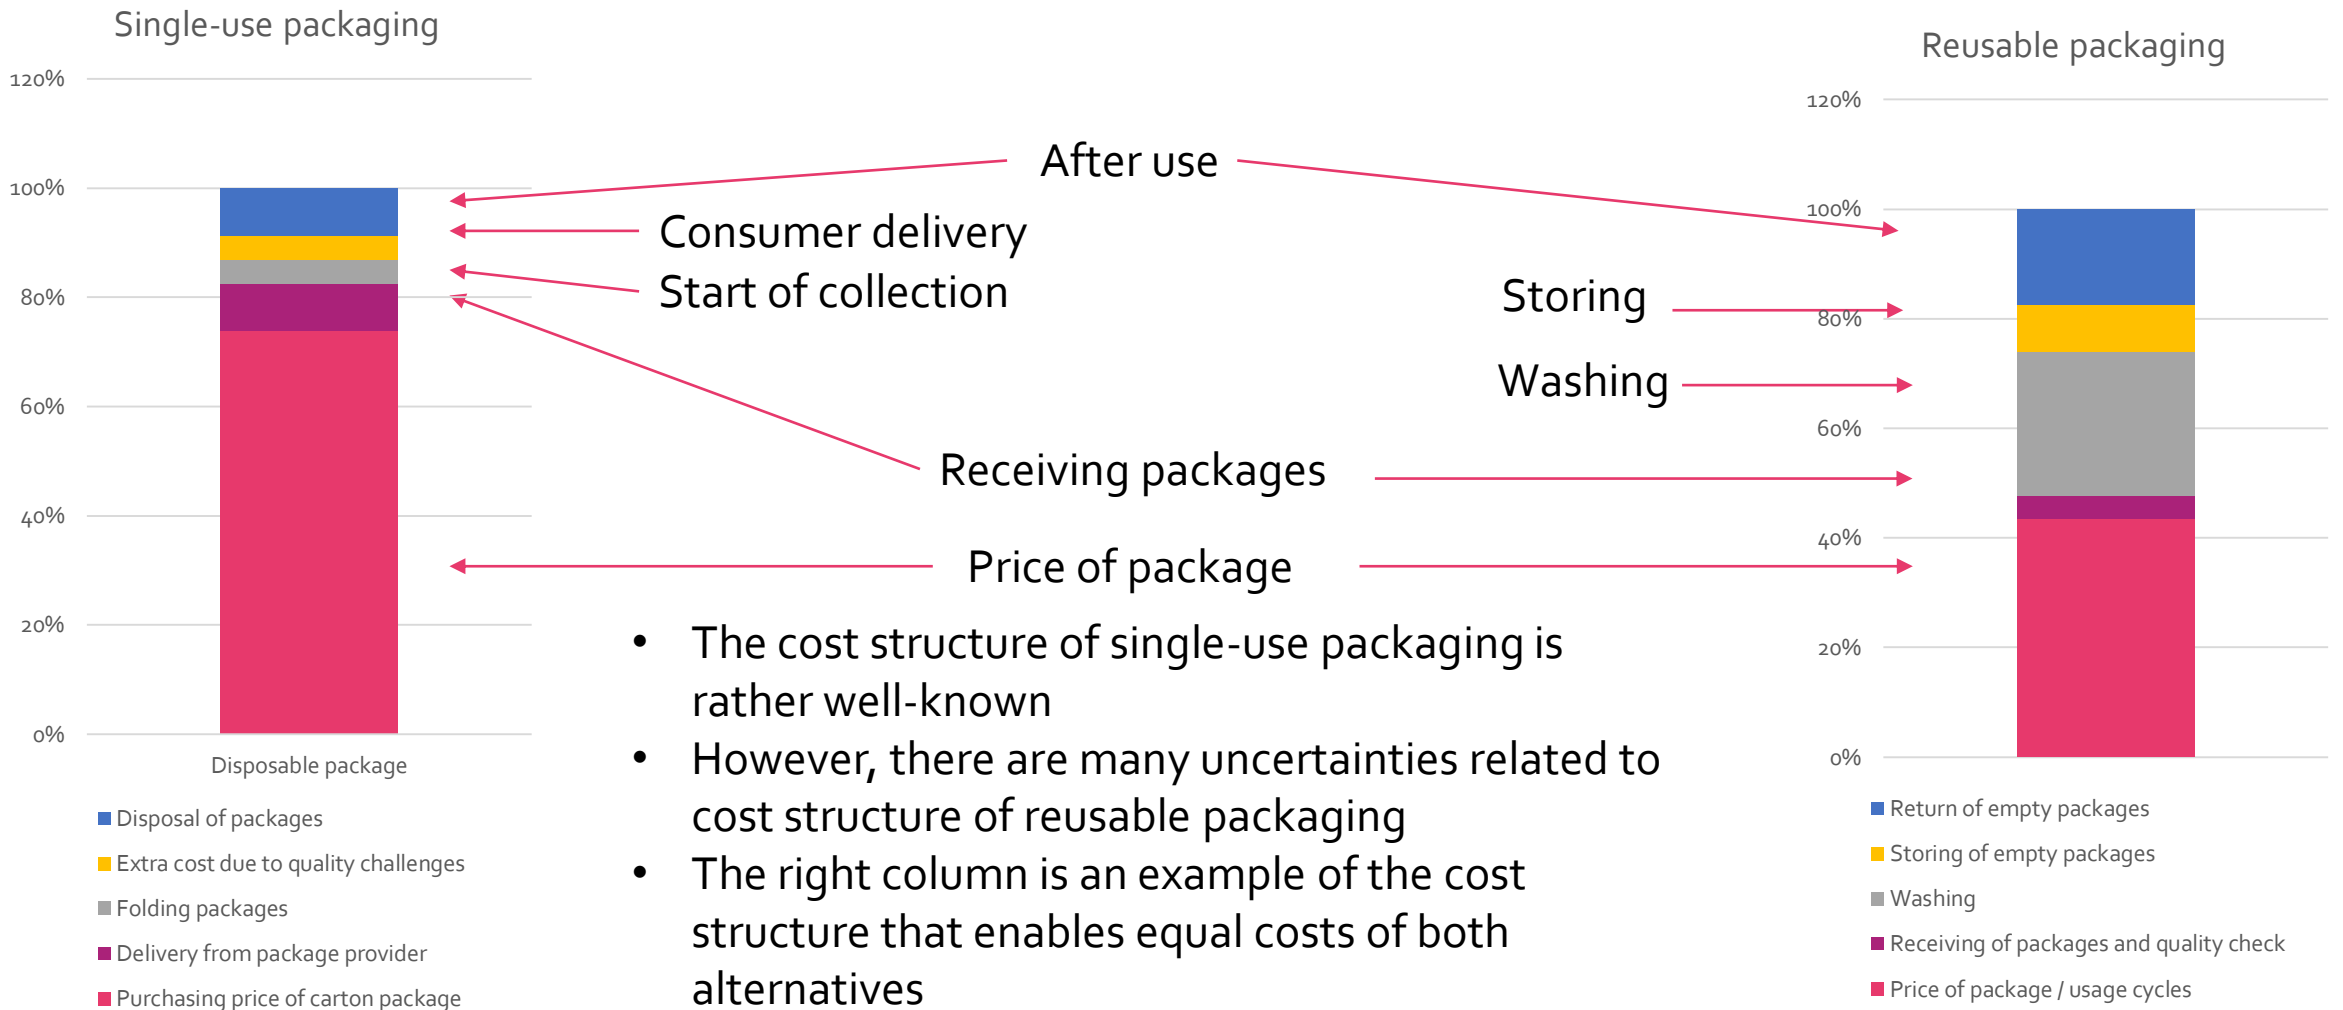 Single-use packaging
120%
100%
80%
60%
40%
20%
0%
Disposable package
Disposal of packages
Extra cost due to quality challenges
Folding packages
Delivery from package provider
Purchasing price of carton package
After use
Consumer delivery
Start of collection
Storing
Washing
Receiving packages
Price of package
• The cost structure of single-use packaging is
rather well-known
• However, there are many uncertainties related to
cost structure of reusable packaging
• The right column is an example of the cost
structure that enables equal costs of both
alternatives
Reusable packaging
120%
100%
80%
60%
40%
20%
0%
Return of empty packages
Storing of empty packages
Washing
Receiving of packages and quality check
Price of package / usage cycles